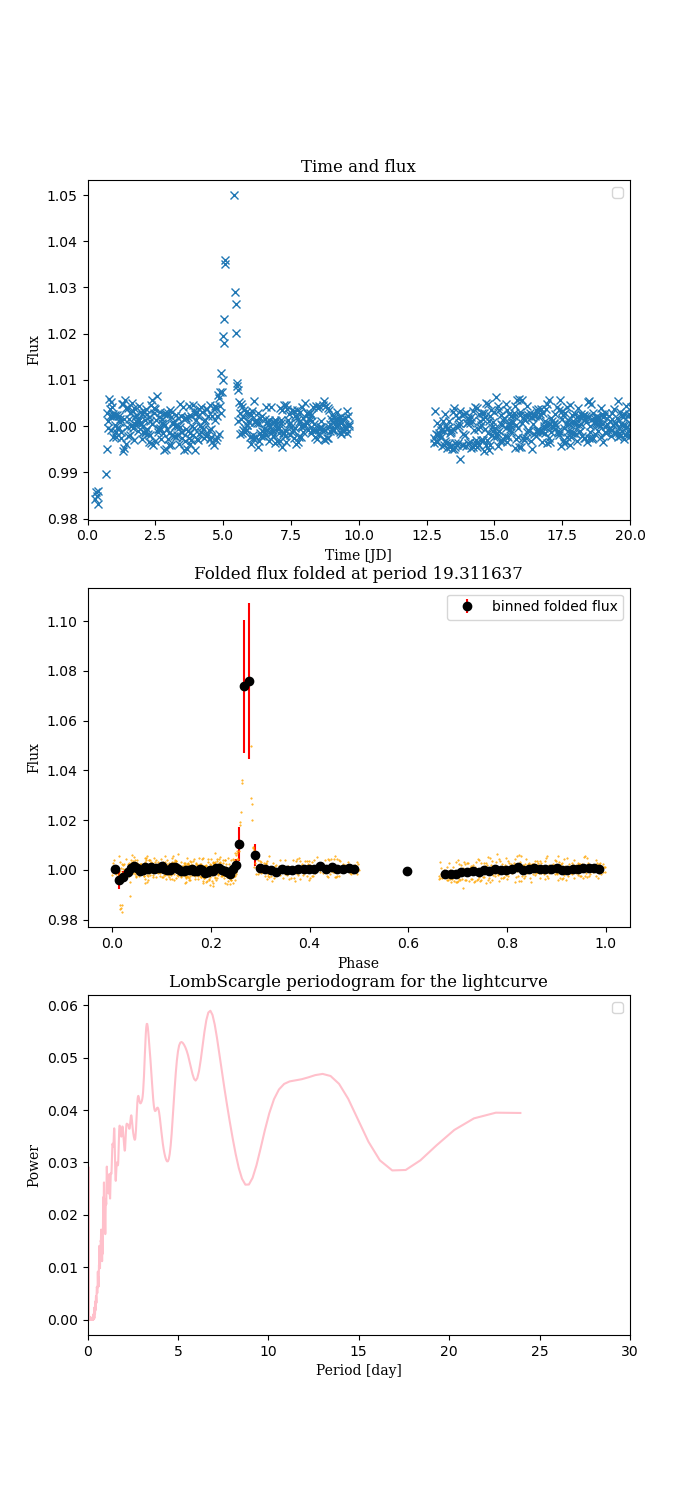 Time and flux
1.05
1.04
1.03
1.02
1.01
1.00
0.99
0.98
Flux
0.0 2.5 5.0 7.5 10.0 12.5 15.0 17.5 20.0
Time [JD]
Folded flux folded at period 19.311637
binned folded flux
1.10
1.08
1.06
1.04
1.02
1.00
0.98
Flux
0.0 0.2 0.4 0.6 0.8 1.0
Phase
LombScargle periodogram for the lightcurve
0.06
0.05
0.04
0.03
0.02
0.01
0.00
Power
0 5 10 15 20 25 30
Period [day]